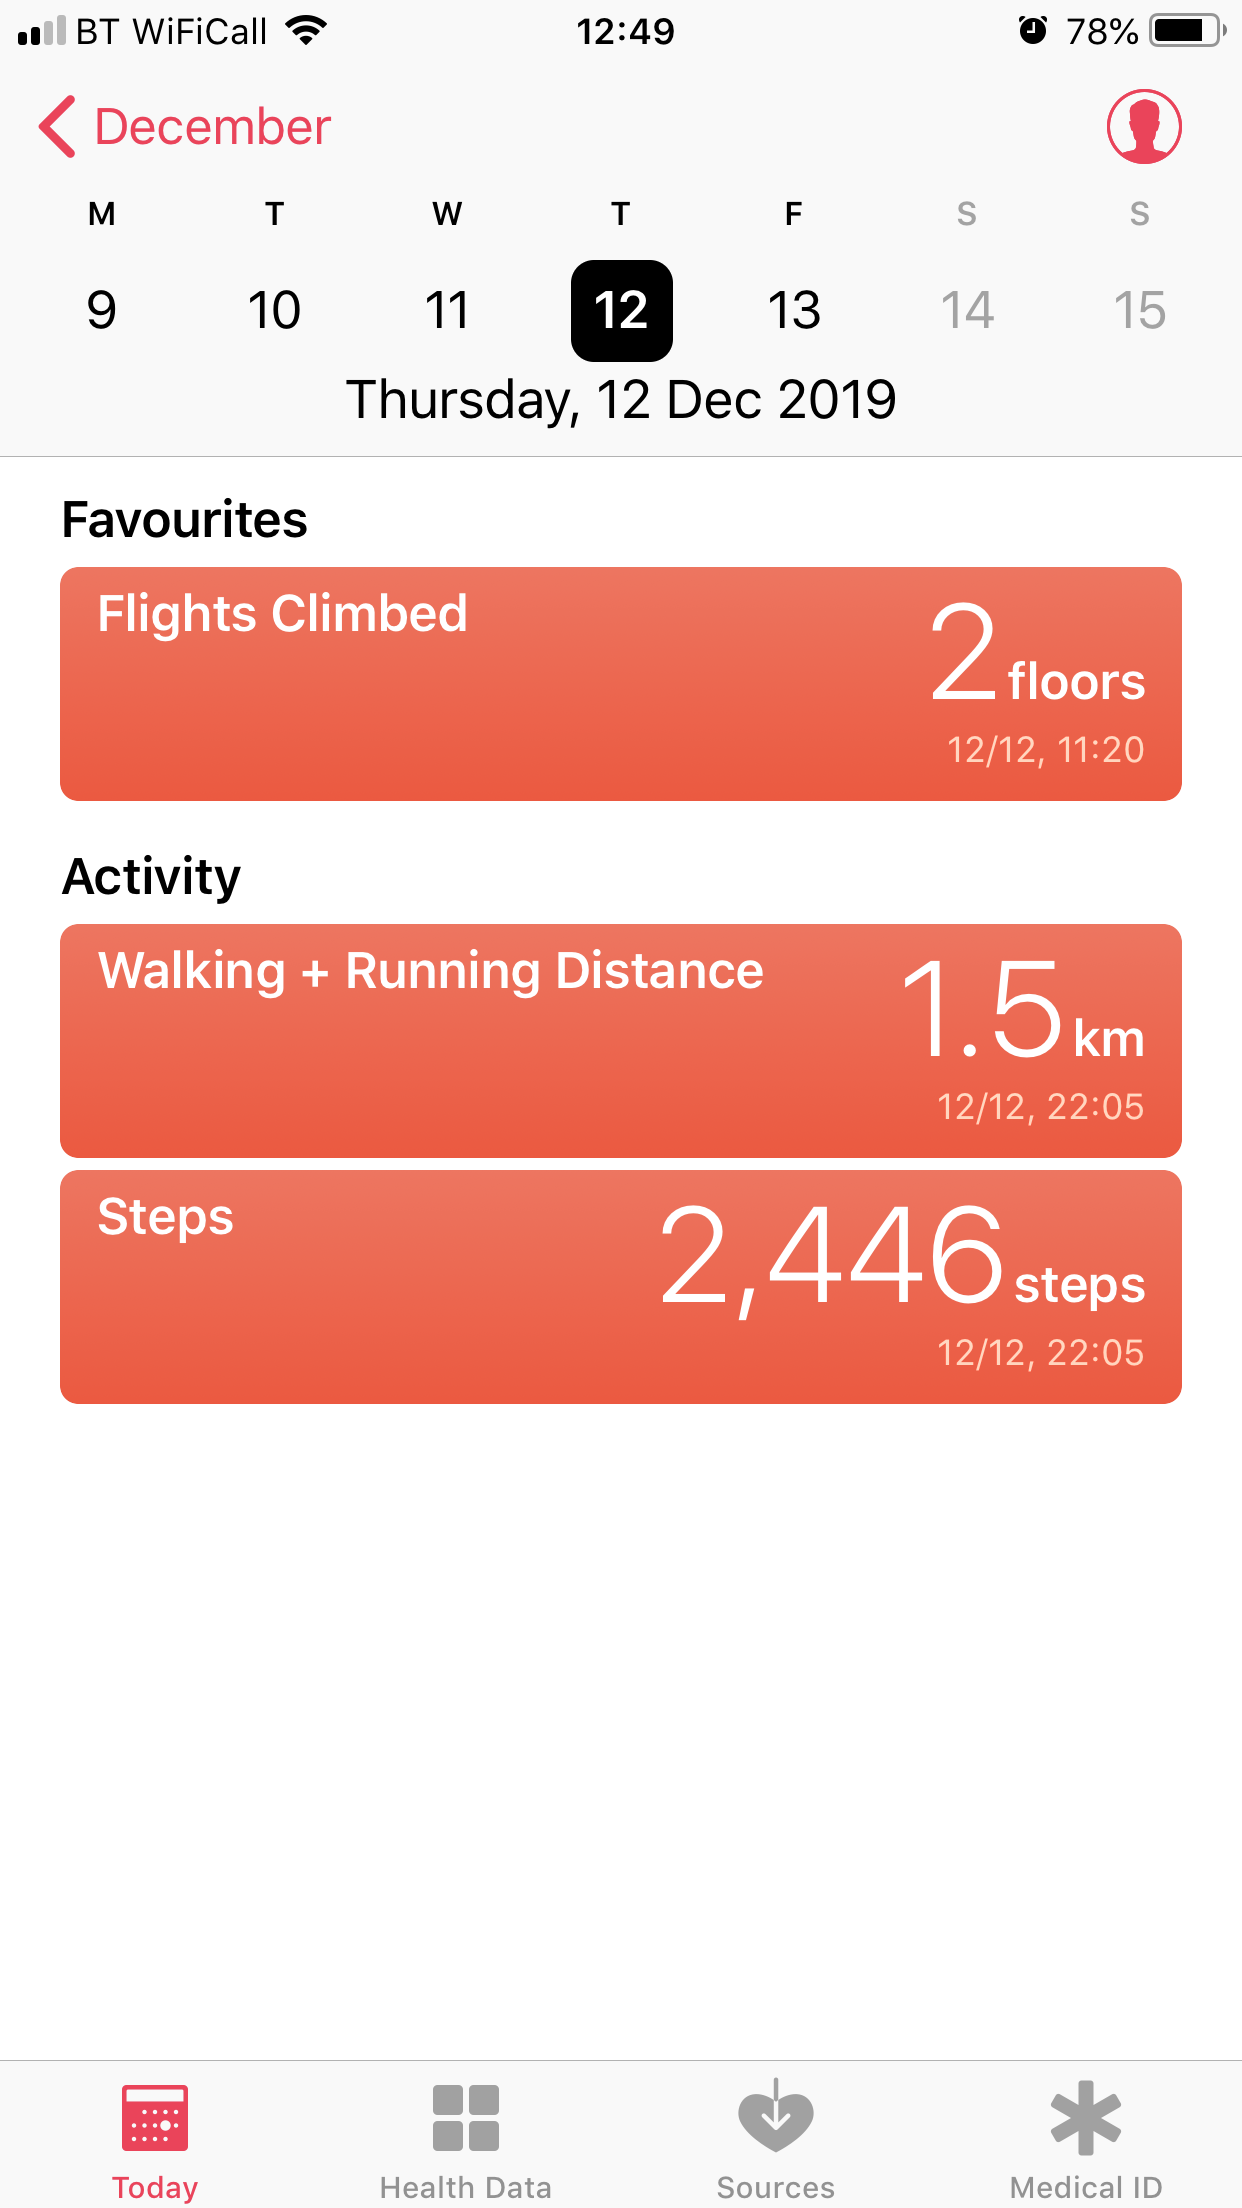 BT WiFiCall 12:49 78%
December
M T W T F S S
9 10 11 12 13 14 15
Thursday, 12 Dec 2019
Favourites
Flights Climbed
2 floors
12/12, 11:20
Activity
Walking + Running Distance
1.5 km
12/12, 22:05
Steps
2,446 steps
12/12, 22:05
Today Health Data Sources Medical ID